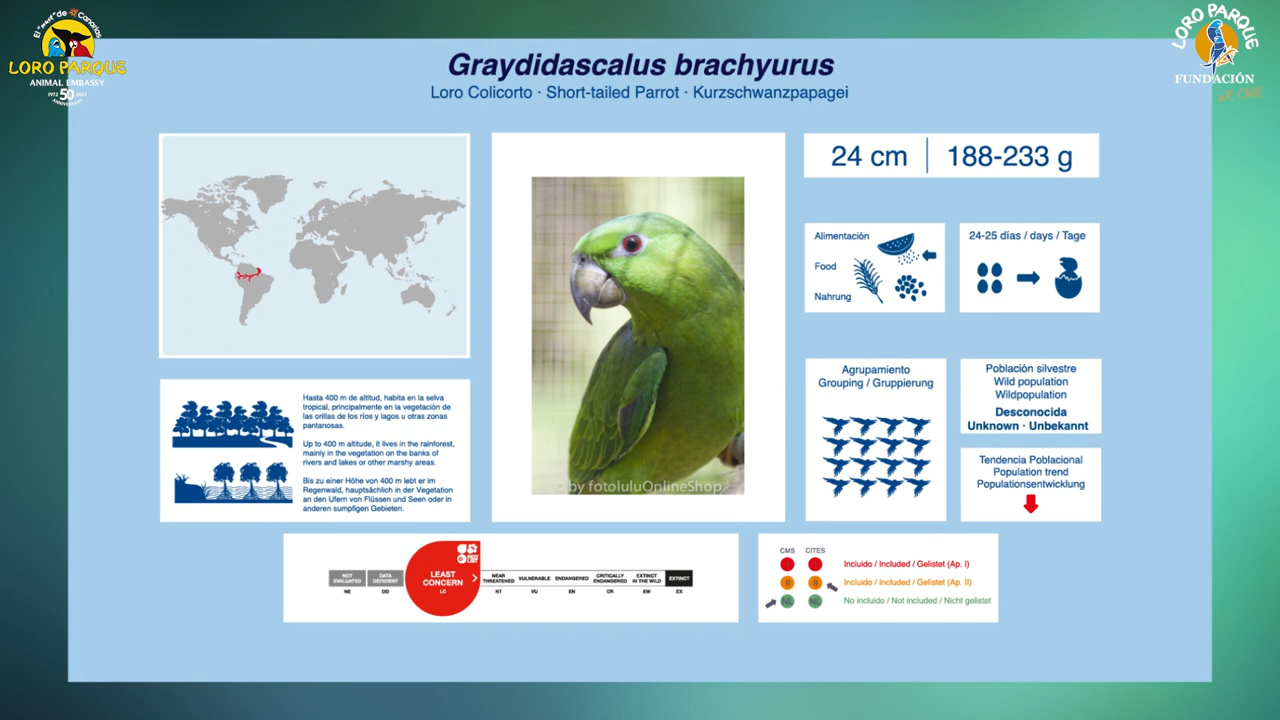 El "must" de Canarias
LORO PARQUE
ANIMAL EMBASSY
1972 50 2022
ANNIVERSARY
LORO PARQUE
FUNDACIÓN
Graydidascalus brachyurus
Loro Colicorto · Short-tailed Parrot · Kurzschwanzpapagei
24 cm | 188-233 g
Alimentación
Food
Nahrung
24-25 días / days / Tage
by fotoluluOnlineShop
Hasta 400 m de altitud, habita en la selva
tropical, principalmente en la vegetación de
las orillas de los ríos y lagos u otras zonas
pantanosas.
Up to 400 m altitude, it lives in the rainforest,
mainly in the vegetation on the banks of
rivers and lakes or other marshy areas.
Bis zu einer Höhe von 400 m lebt er im
Regenwald, hauptsächlich in der Vegetation
an den Ufern von Flüssen und Seen oder in
anderen sumpfigen Gebieten.
Agrupamiento
Grouping / Gruppierung
Población silvestre
Wild population
Wildpopulation
Desconocida
Unknown · Unbekannt
Tendencia Poblacional
Population trend
Populationsentwicklung
NOT EVALUATED
NE
DATA DEFICIENT
DD
LEAST CONCERN
LC
NEAR THREATENED
NT
VULNERABLE
VU
ENDANGERED
EN
CRITICALLY ENDANGERED
CR
EXTINCT IN THE WILD
EW
EXTINCT
EX
CMS CITES
I I Incluido / Included / Gelistet (Ap. I)
II II Incluido / Included / Gelistet (Ap. II)
NL NL No incluido / Not included / Nicht gelistet